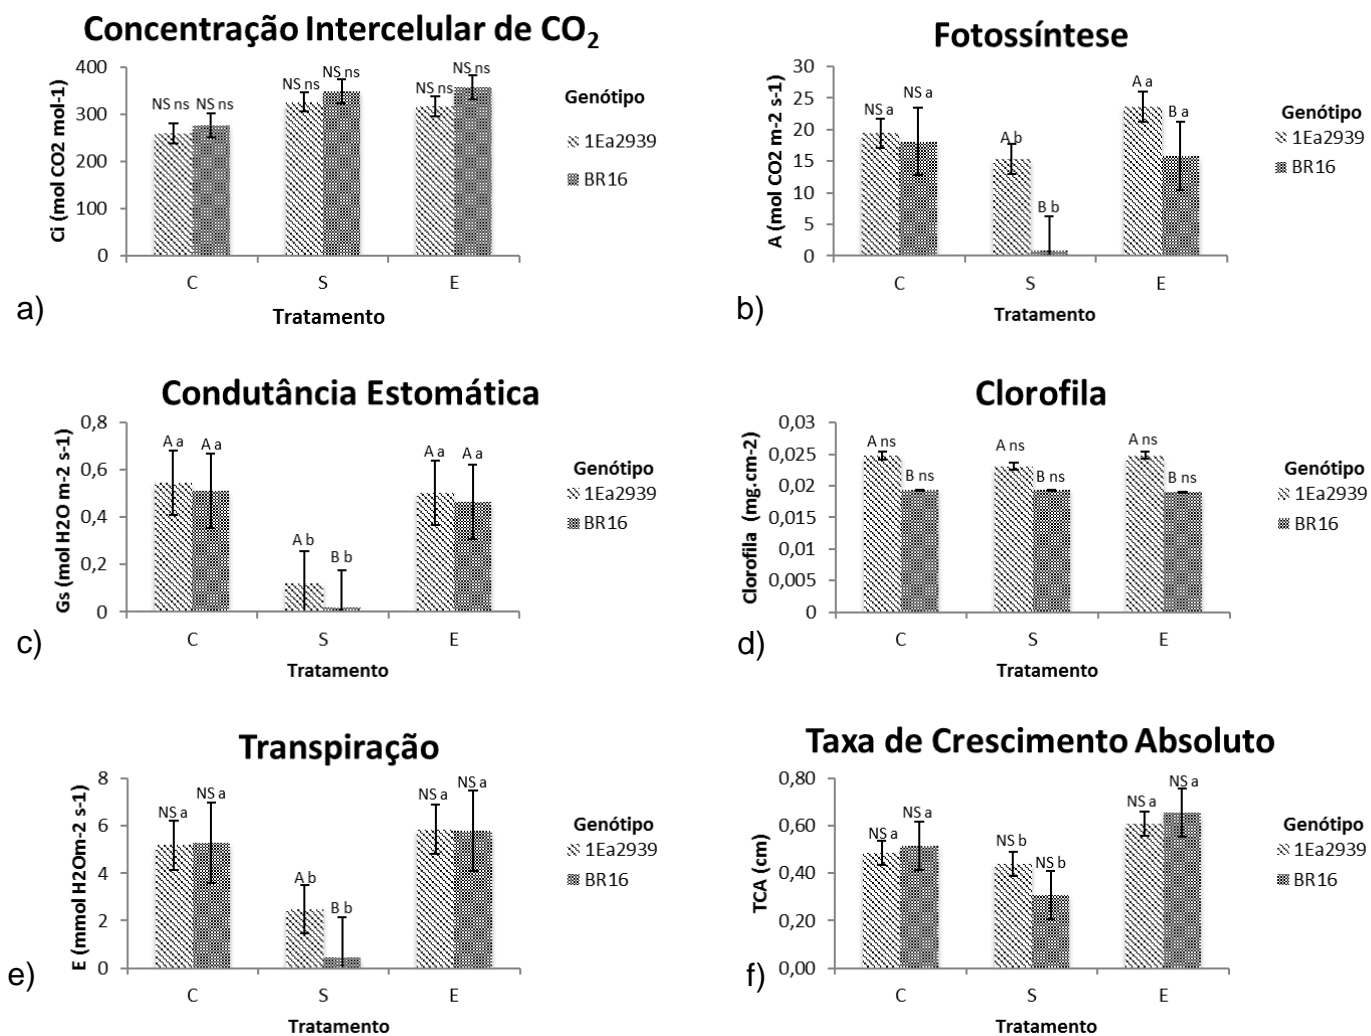 Concentração Intercelular de CO2
400
300
200
100
0
Ci (mol CO2 mol-1)
NS ns
NS ns
NS ns
NS ns
NS ns
NS ns
C
S
E
Tratamento
Genótipo
1Ea2939
BR16
a)
Fotossíntese
30
25
20
15
10
5
0
A (mol CO2 m-2 s-1)
NS a
NS a
A b
B b
A a
B a
C
S
E
Tratamento
Genótipo
1Ea2939
BR16
b)
Condutância Estomática
0,8
0,6
0,4
0,2
0
Gs (mol H2O m-2 s-1)
A a
A a
A b
B b
A a
A a
C
S
E
Tratamento
Genótipo
1Ea2939
BR16
c)
Clorofila
0,03
0,025
0,02
0,015
0,01
0,005
0
Clorofila (mg.cm-2)
A ns
B ns
A ns
B ns
A ns
B ns
C
S
E
Tratamento
Genótipo
1Ea2939
BR16
d)
Transpiração
8
6
4
2
0
E (mmol H2Om-2 s-1)
NS a
NS a
A b
B b
NS a
NS a
C
S
E
Tratamento
Genótipo
1Ea2939
BR16
e)
Taxa de Crescimento Absoluto
0,80
0,60
0,40
0,20
0,00
TCA (cm)
NS a
NS a
NS b
NS b
NS a
NS a
C
S
E
Tratamento
Genótipo
1Ea2939
BR16
f)